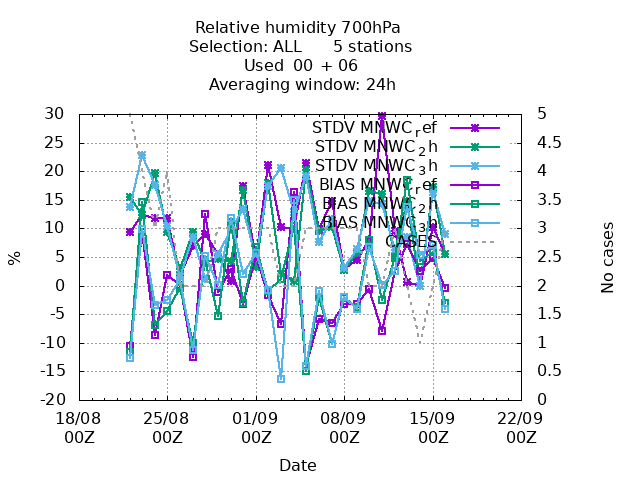 Relative humidity 700hPa
Selection: ALL 5 stations
Used 00 + 06
Averaging window: 24h
30 5
STDV MNWC_ref
25 4.5
STDV MNWC_2h
20 4
STDV MNWC_3h
BIAS MNWC_ref
15 3.5
BIAS MNWC_2h
10 3
BIAS MNWC_3h
CASES
5 2.5
0 2
-5 1.5
-10 1
-15 0.5
-20 0
%
No cases
18/08 25/08 01/09 08/09 15/09 22/09
00Z 00Z 00Z 00Z 00Z 00Z
Date